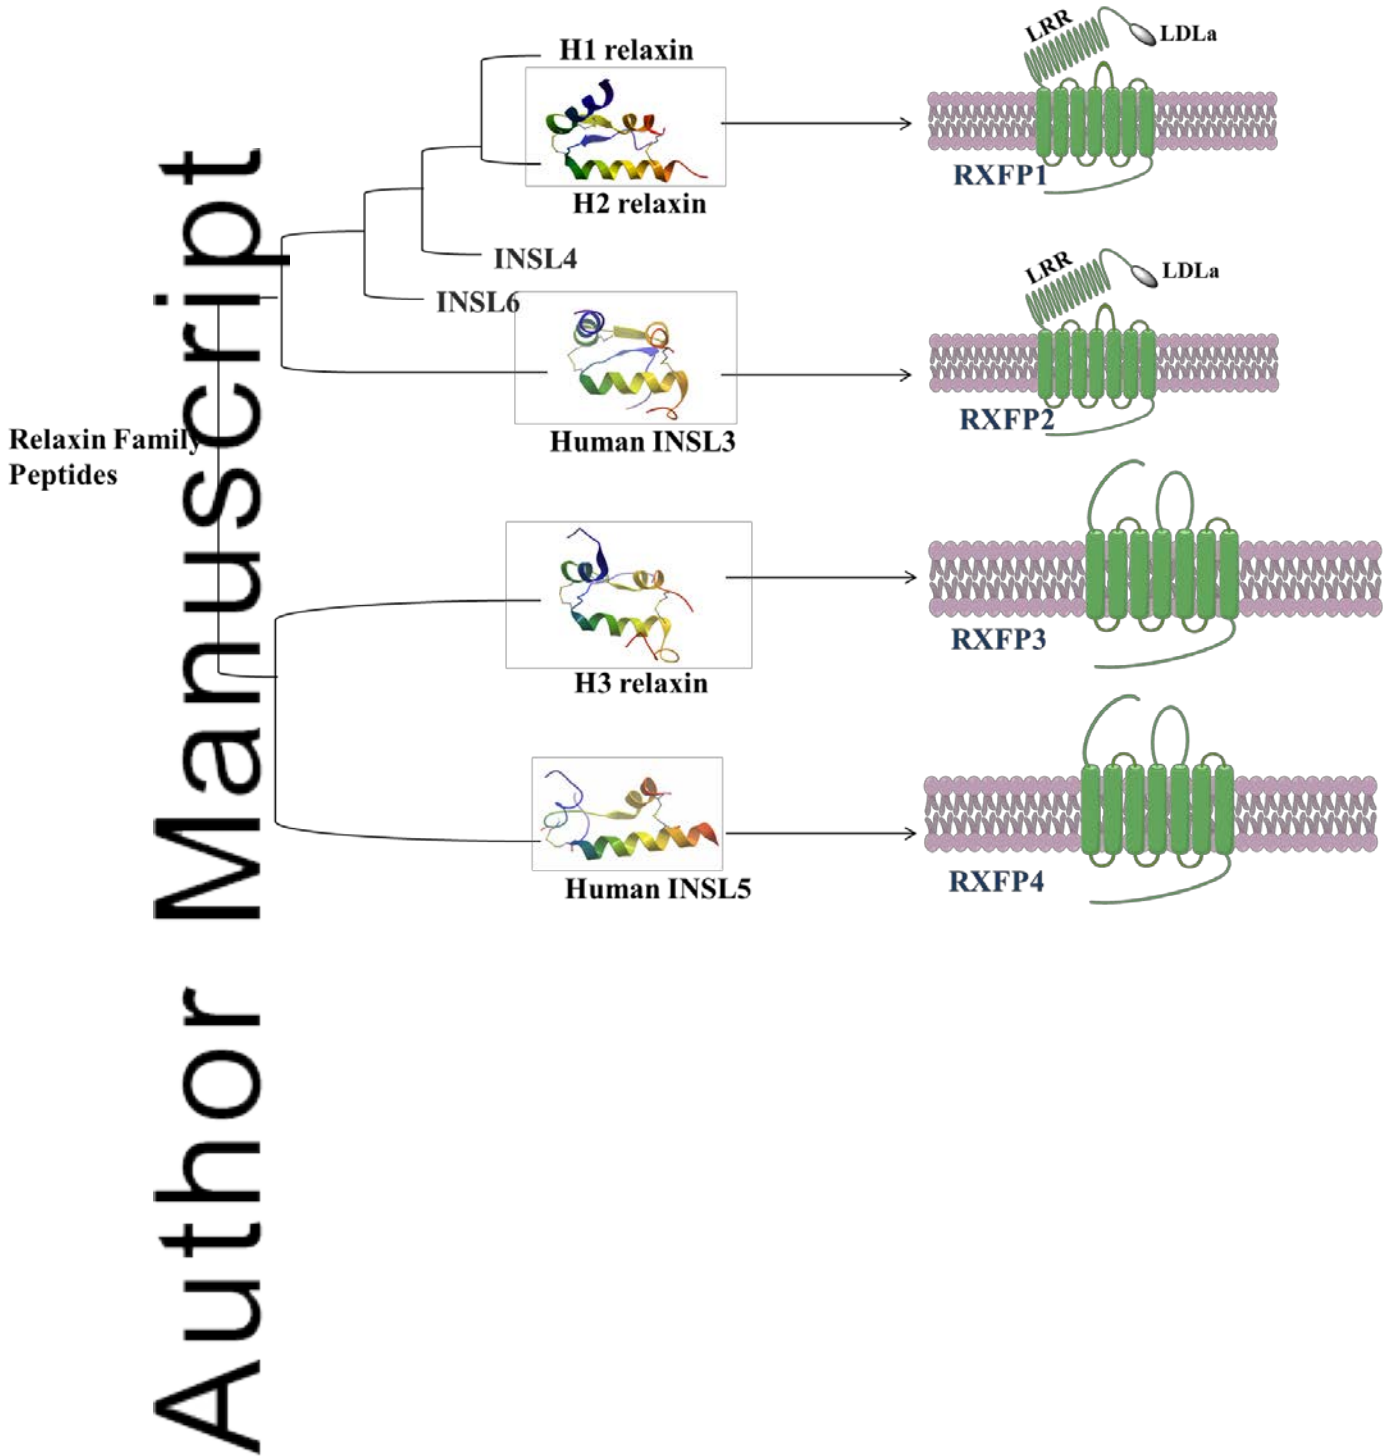 H1 relaxin
LRR
LDLa
RXFP1
H2 relaxin
INSL4
INSL6
LRR
LDLa
RXFP2
Human INSL3
Relaxin Family
Peptides
RXFP3
H3 relaxin
RXFP4
Human INSL5
Author Manuscript